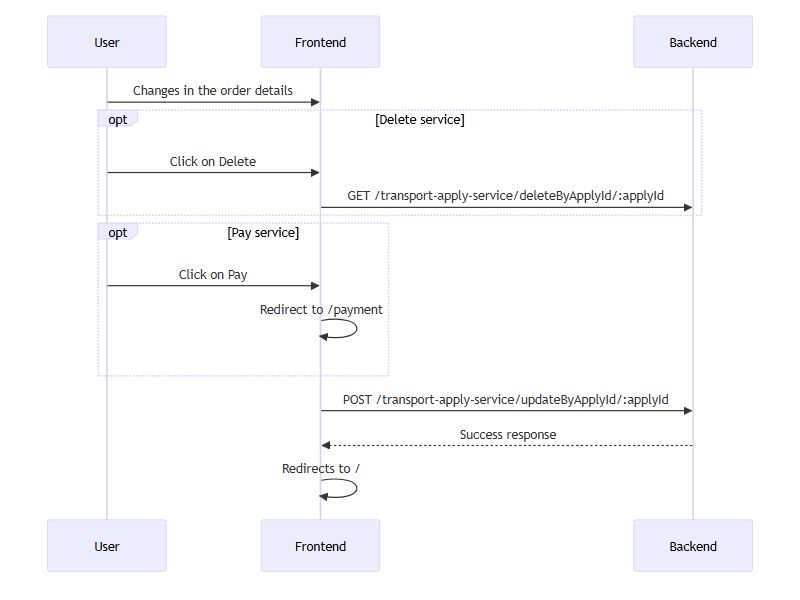 User
Frontend
Backend
Changes in the order details
opt
[Delete service]
Click on Delete
GET /transport-apply-service/deleteByApplyId/:applyId
opt
[Pay service]
Click on Pay
Redirect to /payment
POST /transport-apply-service/updateByApplyId/:applyId
Success response
Redirects to /
User
Frontend
Backend